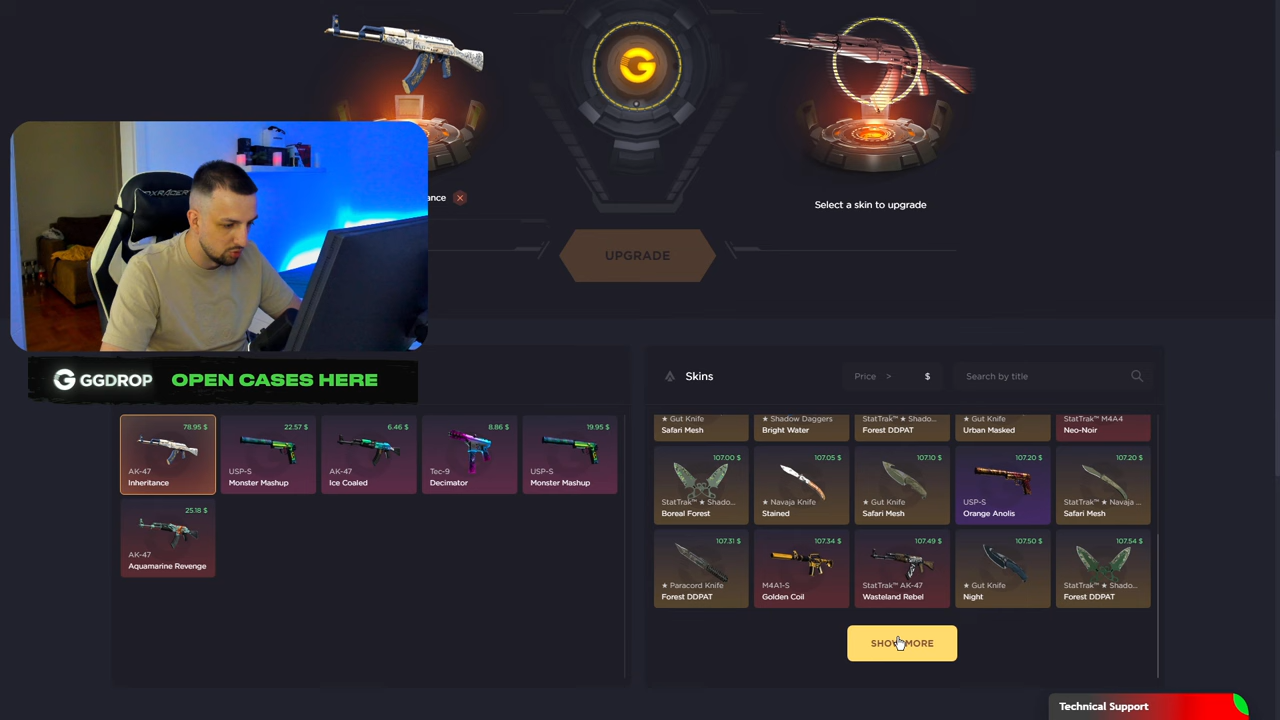 G
ance
Select a skin to upgrade
UPGRADE
DXRACER
GGDROP OPEN CASES HERE
Skins
Price > $
Search by title
78.95 $
AK-47
Inheritance
22.57 $
USP-S
Monster Mashup
6.46 $
AK-47
Ice Coaled
8.86 $
Tec-9
Decimator
19.95 $
USP-S
Monster Mashup
25.18 $
AK-47
Aquamarine Revenge
★ Gut Knife
Safari Mesh
★ Shadow Daggers
Bright Water
StatTrak™ ★ Shado...
Forest DDPAT
★ Gut Knife
Urban Masked
StatTrak™ M4A4
Neo-Noir
107.00 $
StatTrak™ ★ Shado...
Boreal Forest
107.05 $
★ Navaja Knife
Stained
107.10 $
★ Gut Knife
Safari Mesh
107.20 $
USP-S
Orange Anolis
107.20 $
StatTrak™ ★ Navaja ...
Safari Mesh
107.31 $
★ Paracord Knife
Forest DDPAT
107.34 $
M4A1-S
Golden Coil
107.49 $
StatTrak™ AK-47
Wasteland Rebel
107.50 $
★ Gut Knife
Night
107.54 $
StatTrak™ ★ Shado...
Forest DDPAT
SHOW MORE
Technical Support